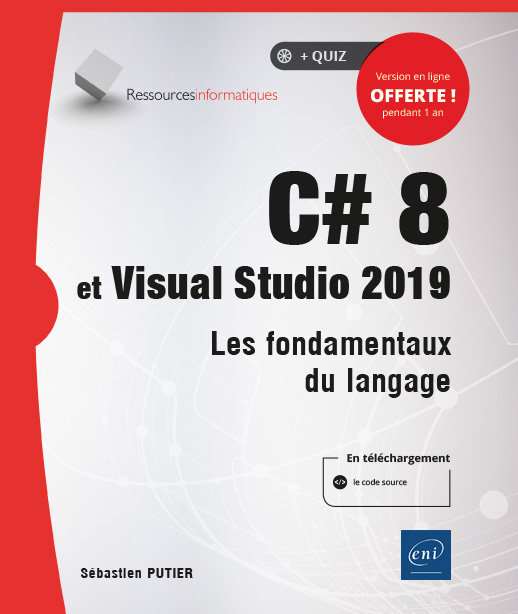 + QUIZ
Version en ligne
OFFERTE !
pendant 1 an
Ressourcesinformatiques
C# 8
et Visual Studio 2019
Les fondamentaux
du langage
En téléchargement
</>
le code source
eni
Sébastien PUTIER